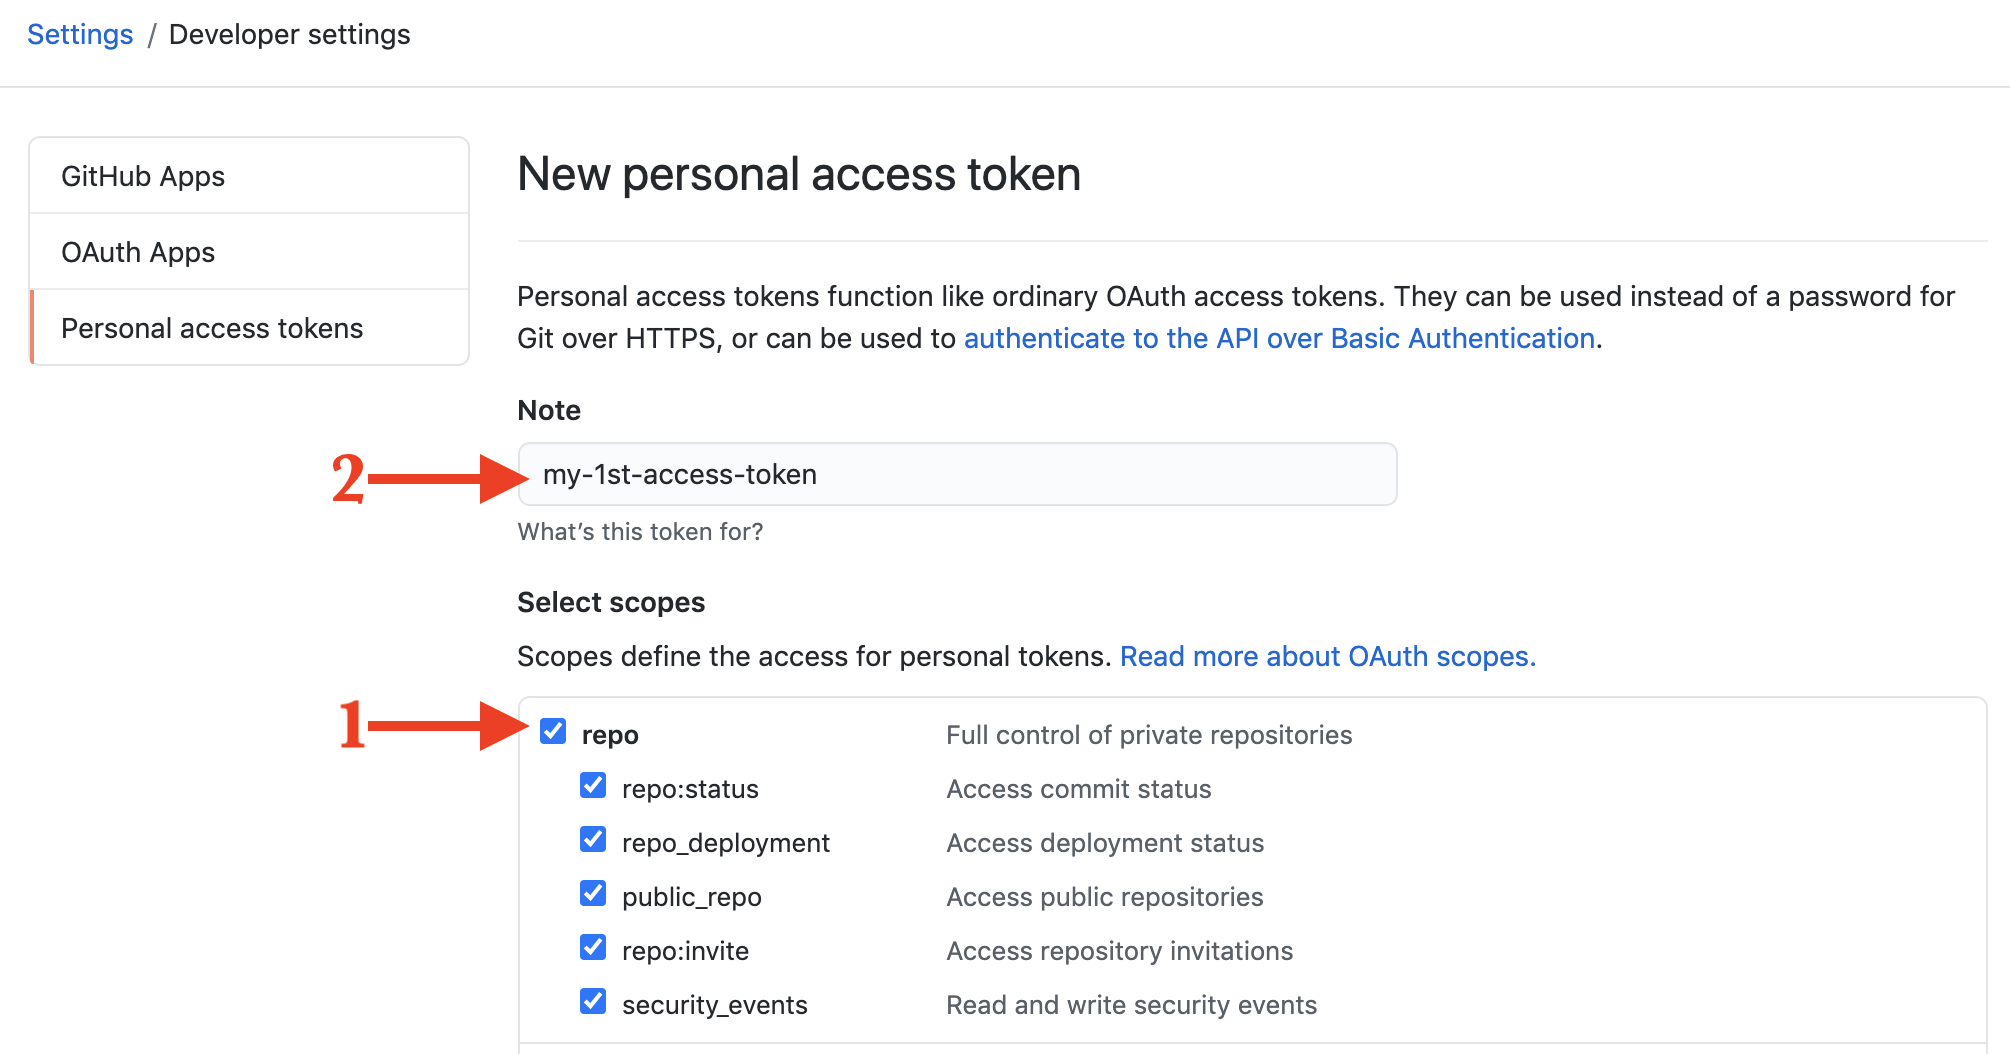 Settings / Developer settings
GitHub Apps
OAuth Apps
Personal access tokens
New personal access token
Personal access tokens function like ordinary OAuth access tokens. They can be used instead of a password for
Git over HTTPS, or can be used to authenticate to the API over Basic Authentication.
Note
2
my-1st-access-token
What’s this token for?
Select scopes
Scopes define the access for personal tokens. Read more about OAuth scopes.
1
repo Full control of private repositories
repo:status Access commit status
repo_deployment Access deployment status
public_repo Access public repositories
repo:invite Access repository invitations
security_events Read and write security events